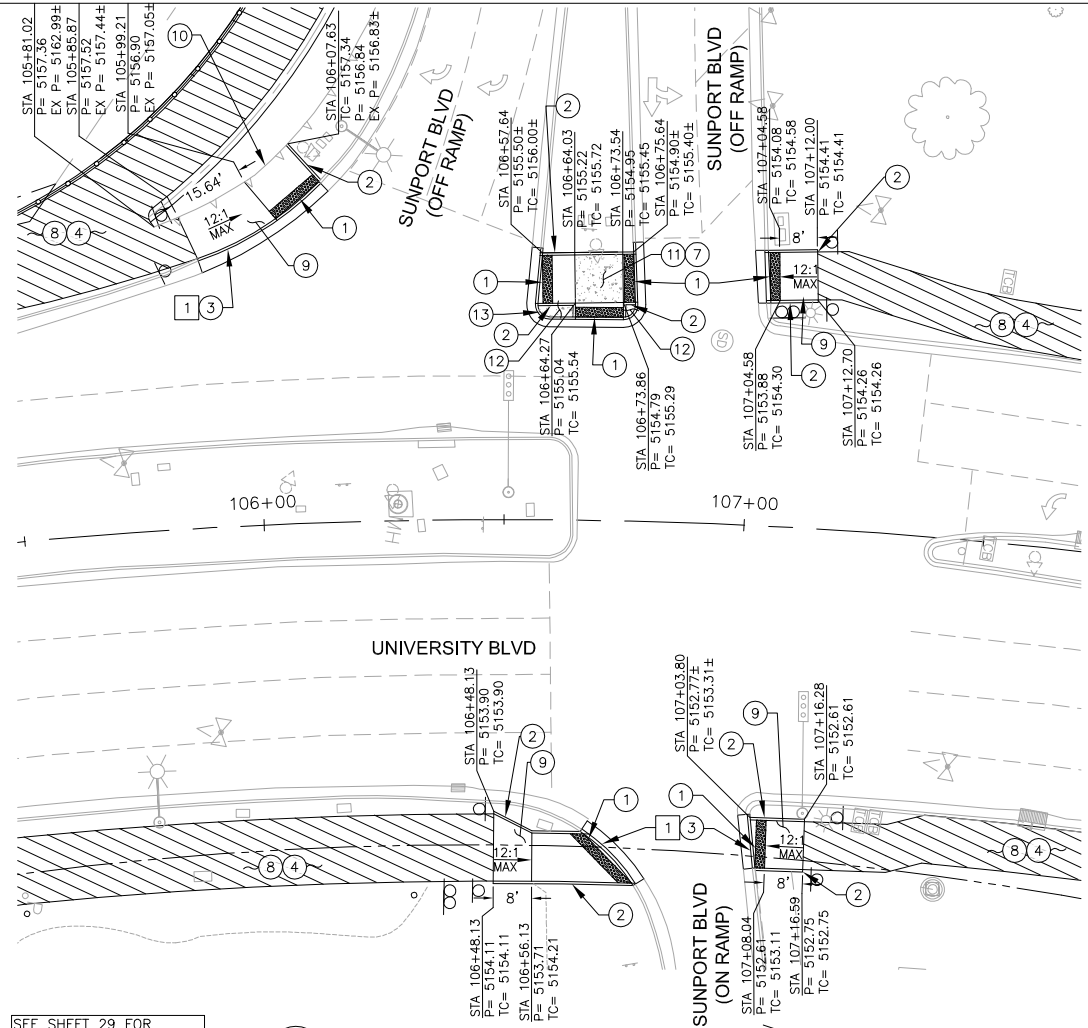 STA 105+81.02
P= 5157.36
EX P= 5162.99±
STA 105+85.87
P= 5157.52
EX P= 5157.44±
STA 105+99.21
P= 5156.90
EX P= 5157.05±
10
STA 106+07.63
TC= 5157.34
P= 5156.84
EX P= 5156.83±
2
1
15.64'
12:1
MAX
8 4
9
1 3
SUNPORT BLVD
(OFF RAMP)
2
STA 106+57.64
P= 5155.50±
TC= 5156.00±
STA 106+64.03
P= 5155.22
TC= 5155.72
STA 106+73.54
P= 5154.95
TC= 5155.45
STA 106+75.64
P= 5154.90±
TC= 5155.40±
SUNPORT BLVD
(OFF RAMP)
11 7
1
1
13
2
12
1
2
12
STA 106+64.27
P= 5155.04
TC= 5155.54
STA 106+73.86
P= 5154.79
TC= 5155.29
STA 107+04.58
P= 5154.08
TC= 5154.58
STA 107+12.00
P= 5154.41
TC= 5154.41
2
8'
12:1
MAX
8 4
9
2
STA 107+04.58
P= 5153.88
TC= 5154.30
STA 107+12.70
P= 5154.26
TC= 5154.26
TCB
SD
MH
106+00
107+00
UNIVERSITY BLVD
STA 106+48.13
P= 5153.90
TC= 5153.90
2
9
1
1 3
8 4
12:1
MAX
8'
2
STA 106+48.13
P= 5154.11
TC= 5154.11
STA 106+56.13
P= 5153.71
TC= 5154.21
STA 107+03.80
P= 5152.77±
TC= 5153.31±
9
2
1
STA 107+16.28
P= 5152.61
TC= 5152.61
12:1
MAX
8'
8 4
2
SUNPORT BLVD
(ON RAMP)
STA 107+08.04
P= 5152.61
TC= 5153.11
STA 107+16.59
P= 5152.75
TC= 5152.75
SEE SHEET 29 FOR